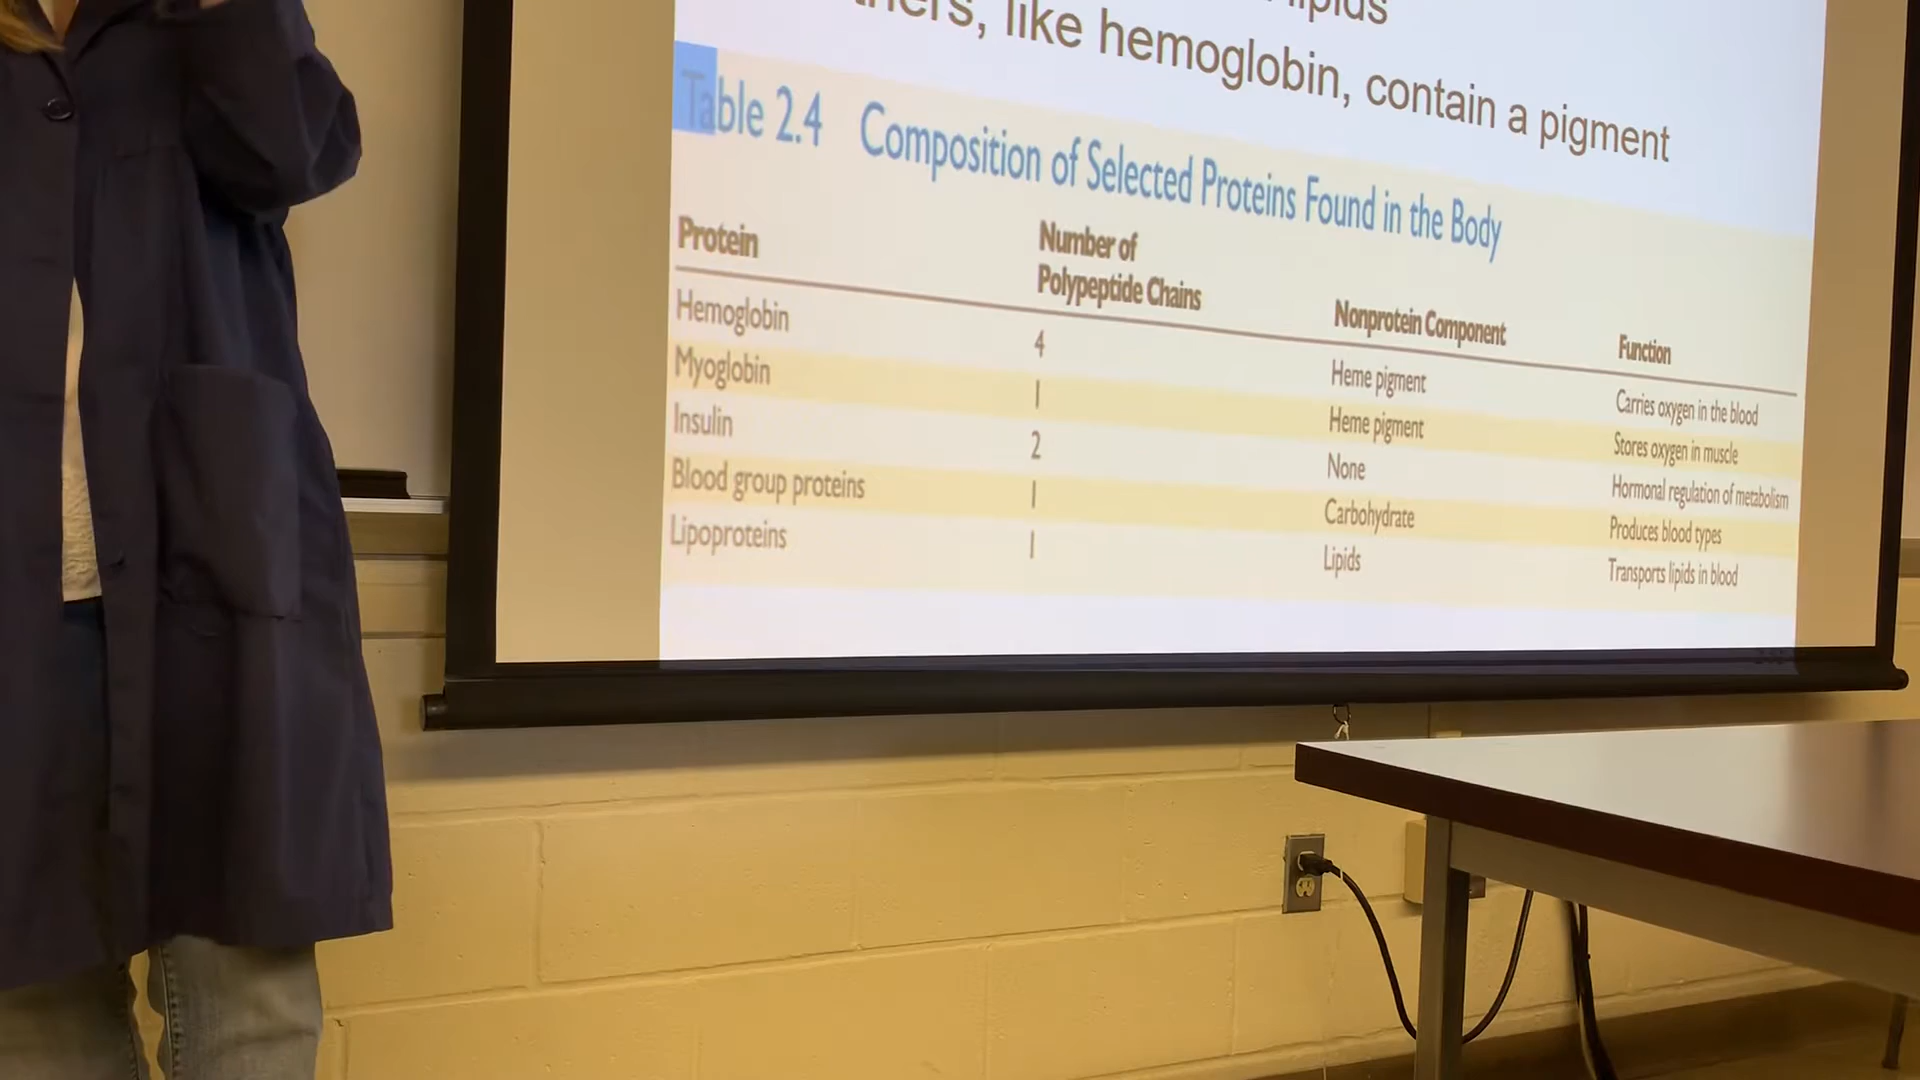 lipids
like hemoglobin, contain a pigment
Table 2.4 Composition of Selected Proteins Found in the Body
Protein Number of Polypeptide Chains Nonprotein Component Function
Hemoglobin 4 Heme pigment Carries oxygen in the blood
Myoglobin 1 Heme pigment Stores oxygen in muscle
Insulin 2 None Hormonal regulation of metabolism
Blood group proteins 1 Carbohydrate Produces blood types
Lipoproteins 1 Lipids Transports lipids in blood